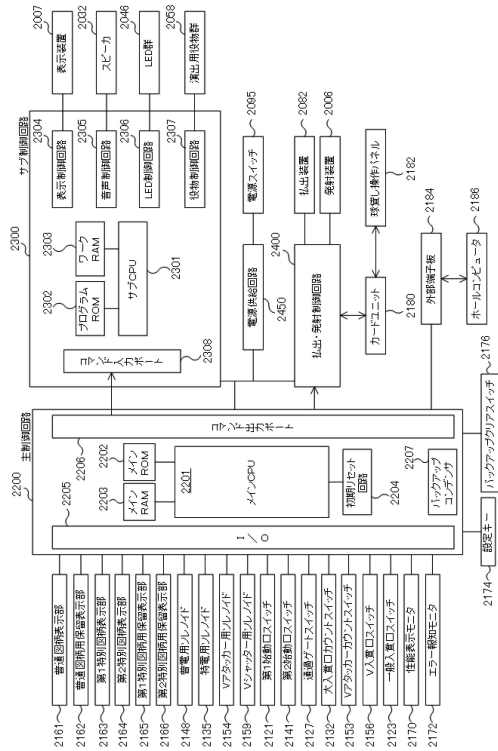 主制御回路
2200
2205
I/O
2206
コマンド出力ポート
2203
メインRAM
2202
メインROM
2201
メインCPU
初期リセット回路
2204
バックアップコンデンサ
2207
2161
普通図柄表示部
2162
普通図柄用保留表示部
2163
第1特別図柄表示部
2164
第2特別図柄表示部
2165
第1特別図柄用保留表示部
2166
第2特別図柄用保留表示部
2148
普電用ソレノイド
2135
特電用ソレノイド
2154
Vアタッカー用ソレノイド
2159
Vシャッター用ソレノイド
2121
第1始動口スイッチ
2141
第2始動口スイッチ
2127
通過ゲートスイッチ
2132
大入賞口カウントスイッチ
2153
Vアタッカーカウントスイッチ
2156
V入賞口スイッチ
2123
一般入賞口スイッチ
2170
性能表示モニタ
2172
エラー報知モニタ
2174
設定キー
2176
バックアップクリアスイッチ
サブ制御回路
2300
コマンド入力ポート
2308
2302
プログラムROM
2303
ワークRAM
サブCPU
2301
2304
表示制御回路
2305
音声制御回路
2306
LED制御回路
2307
役物制御回路
2007
表示装置
2032
スピーカ
2046
LED群
2058
演出用役物群
電源供給回路
2450
電源スイッチ
2095
2400
払出・発射制御回路
払出装置
2082
発射装置
2006
カードユニット
2180
球貸し操作パネル
2182
外部端子板
2184
ホールコンピュータ
2186